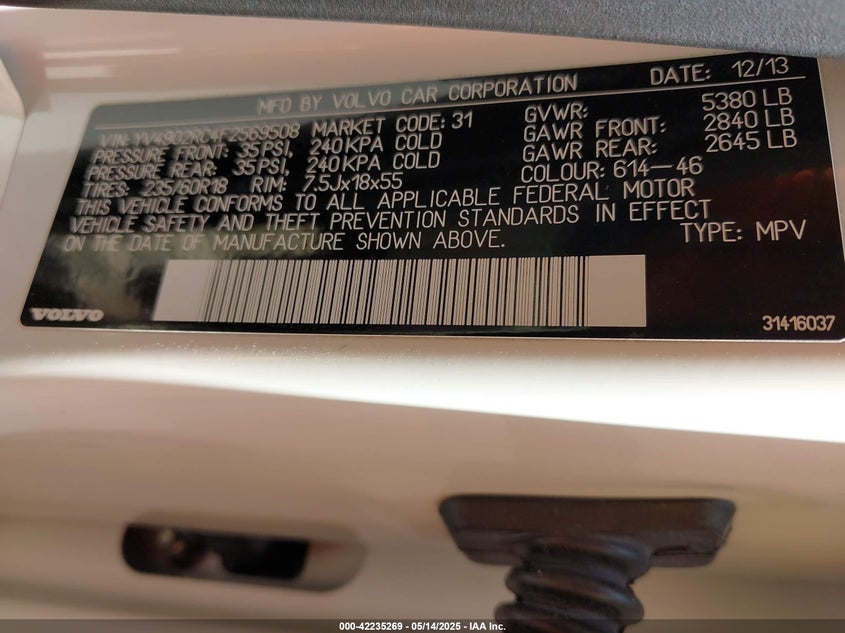 MFD BY VOLVO CAR CORPORATION DATE: 12/13
VIN: YV4902RC4F2569508 MARKET CODE: 31 GVWR: 5380 LB
PRESSURE FRONT: 35 PSI, 240 KPA COLD GAWR FRONT: 2840 LB
PRESSURE REAR: 35 PSI, 240 KPA COLD GAWR REAR: 2645 LB
TIRES: 235/60R18 RIM: 7.5Jx18x55 COLOUR: 614-46
THIS VEHICLE CONFORMS TO ALL APPLICABLE FEDERAL MOTOR
VEHICLE SAFETY AND THEFT PREVENTION STANDARDS IN EFFECT
ON THE DATE OF MANUFACTURE SHOWN ABOVE. TYPE: MPV
VOLVO 31416037
000-42235269 - 05/14/2025 - IAA Inc.